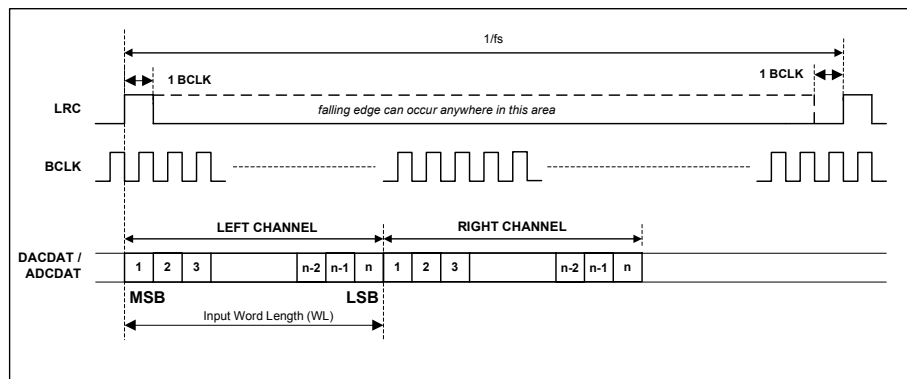 1/fs
1 BCLK
1 BCLK
LRC
falling edge can occur anywhere in this area
BCLK
LEFT CHANNEL
RIGHT CHANNEL
DACDAT /
ADCDAT
1 2 3 n-2 n-1 n 1 2 3 n-2 n-1 n
MSB LSB
Input Word Length (WL)